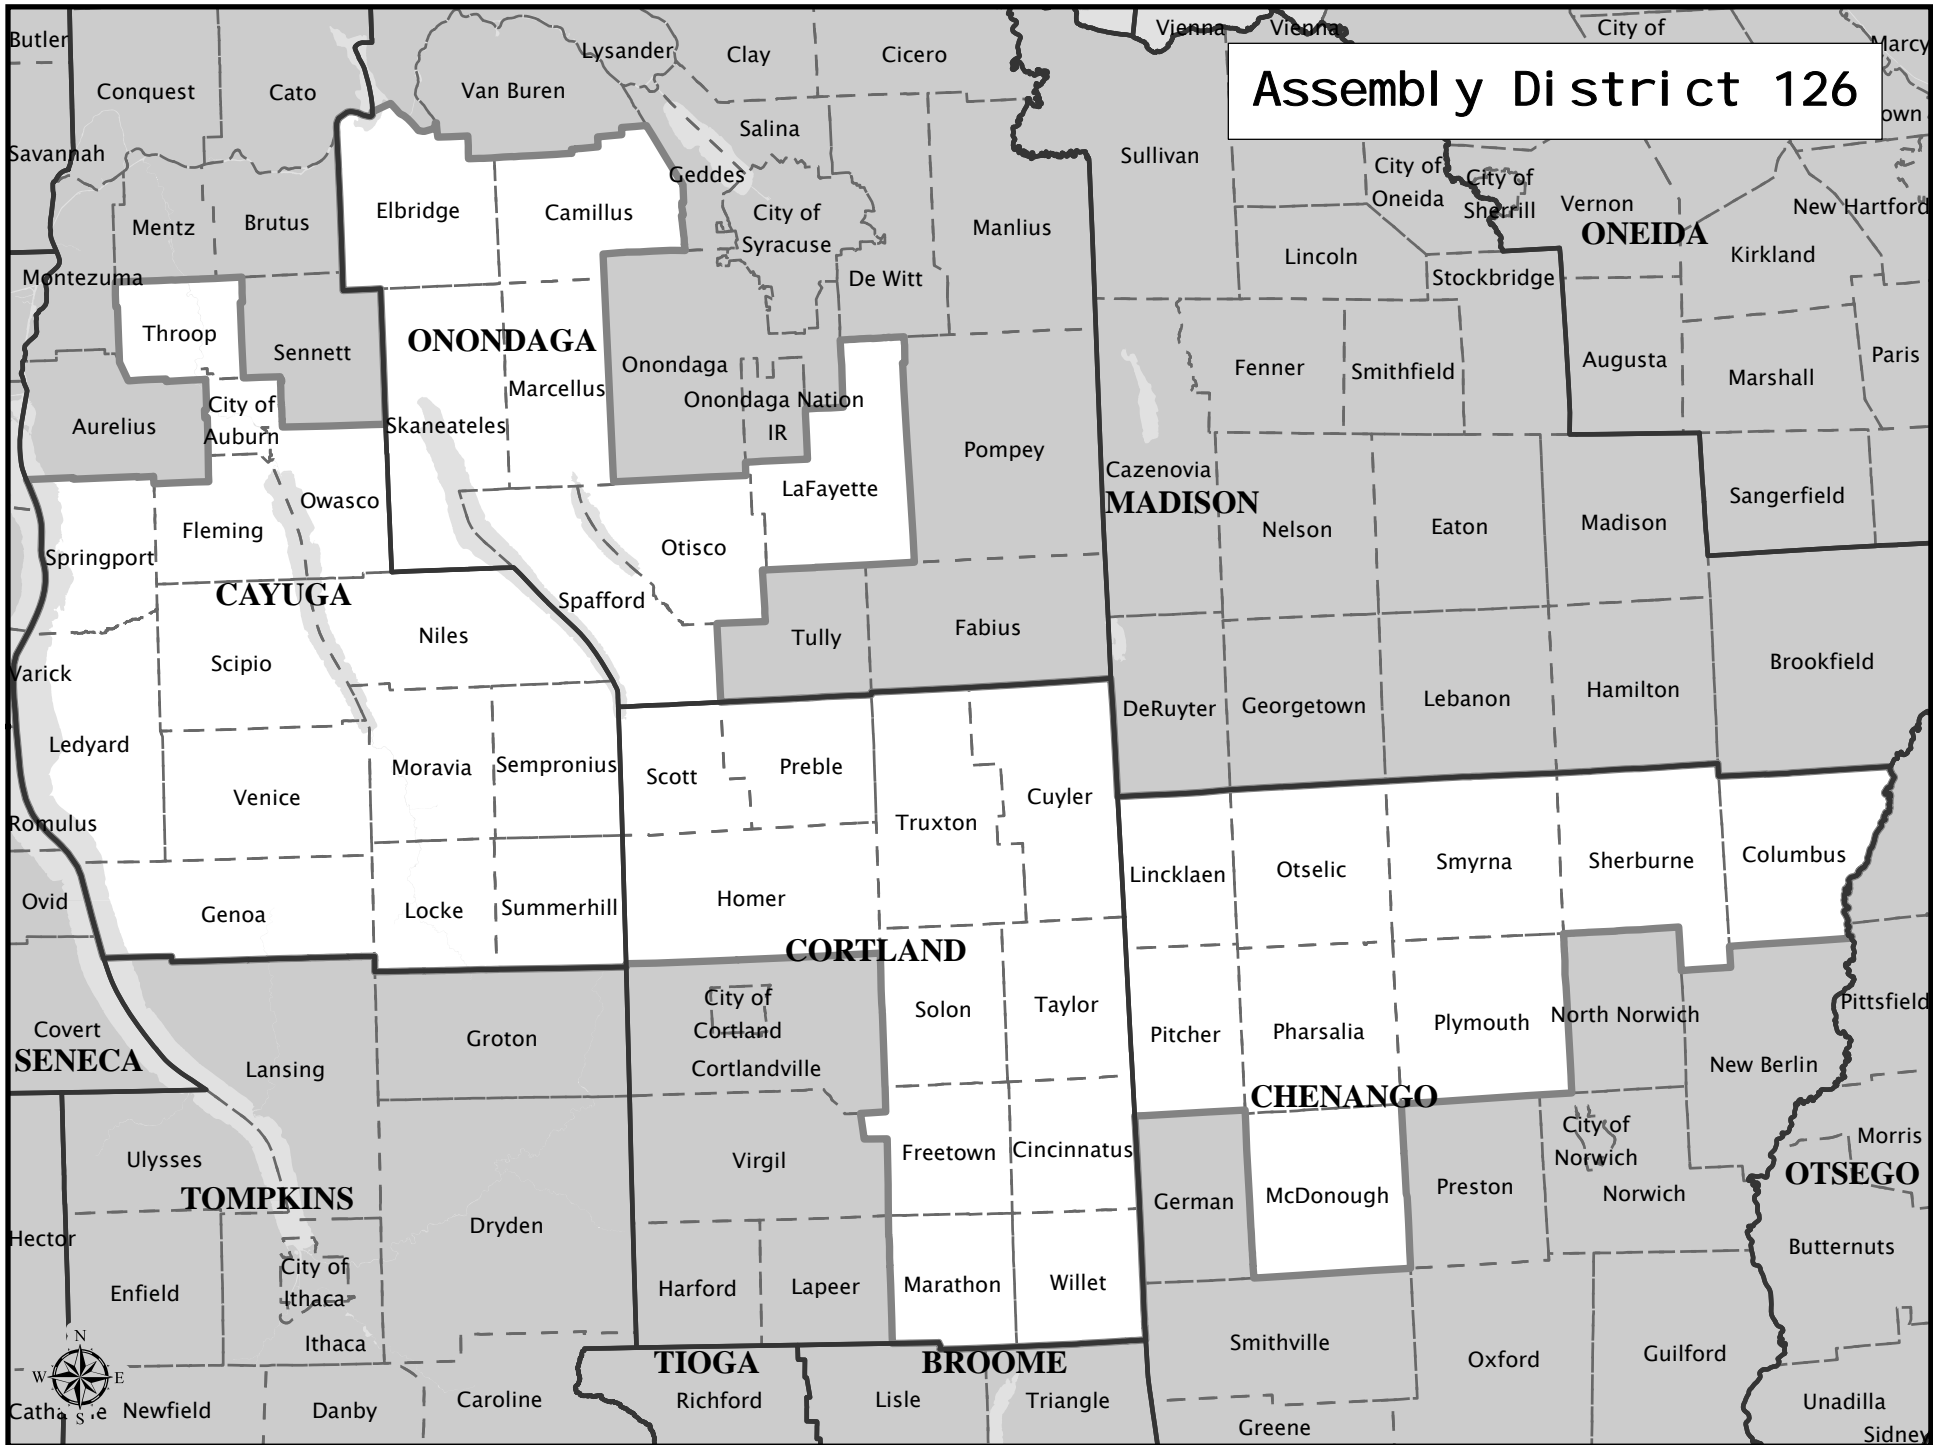 Butler
Lysander
Clay
Cicero
Vienna
Vienna
City of
Marcy
Assembly District 126
Conquest
Cato
Van Buren
own
Savannah
Salina
Sullivan
Geddes
City of
Oneida
City of
Sherrill
Vernon
New Hartford
Mentz
Brutus
Elbridge
Camillus
City of
Syracuse
Manlius
ONEIDA
Kirkland
Lincoln
Montezuma
De Witt
Stockbridge
Throop
Sennett
ONONDAGA
Onondaga
Marcellus
Onondaga Nation
IR
Fenner
Smithfield
Augusta
Marshall
Paris
Aurelius
City of
Auburn
Skaneateles
Pompey
Cazenovia
MADISON
LaFayette
Owasco
Fleming
Nelson
Eaton
Madison
Sangerfield
Springport
Otisco
CAYUGA
Spafford
Niles
Tully
Fabius
Scipio
Varick
Brookfield
DeRuyter
Georgetown
Lebanon
Hamilton
Ledyard
Moravia
Sempronius
Scott
Preble
Cuyler
Venice
Romulus
Truxton
Lincklaen
Otselic
Smyrna
Sherburne
Columbus
Ovid
Genoa
Locke
Summerhill
Homer
CORTLAND
City of
Cortland
Solon
Taylor
Covert
SENECA
Groton
Pitcher
Pharsalia
Plymouth
North Norwich
Pittsfield
Lansing
Cortlandville
New Berlin
CHENANGO
City of
Norwich
Morris
Ulysses
Virgil
Freetown
Cincinnatus
OTSEGO
TOMPKINS
German
McDonough
Preston
Norwich
Hector
Dryden
Butternuts
Enfield
City of
Ithaca
Harford
Lapeer
Marathon
Willet
Ithaca
N
W
E
S
Smithville
Oxford
Guilford
TIOGA
BROOME
Newfield
Danby
Caroline
Richford
Lisle
Triangle
Unadilla
Greene
Sidney